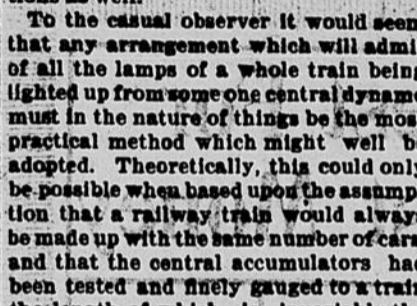 To the casual observer it would seem
that any arrangement which will admi
of all the lamps of a whole train being
lighted up from some one central dynamo
must in the nature of things be the mos
practical method which might well b
adopted. Theoretically, this could only
be possible when based upon the assump
tion that a railway train would alway
be made up with the same number of cars
and that the central accumulators had
been tested and finely gauged to a train